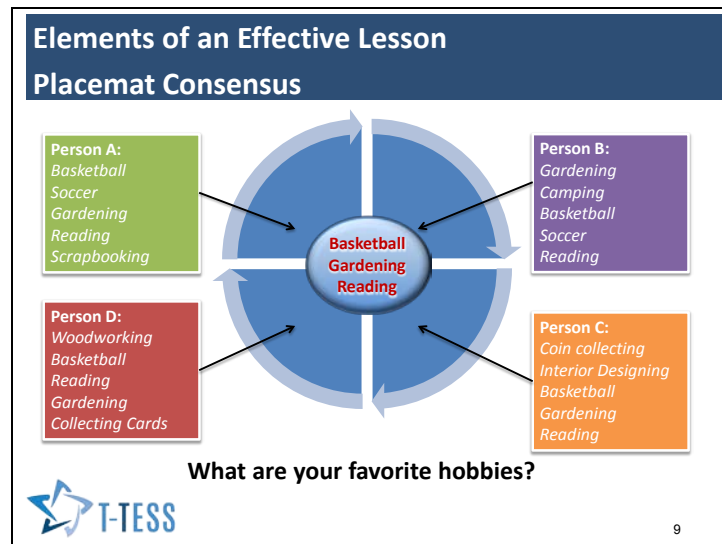 Elements of an Effective Lesson
Placemat Consensus
Person A:
Basketball
Soccer
Gardening
Reading
Scrapbooking
Person B:
Gardening
Camping
Basketball
Soccer
Reading
Basketball
Gardening
Reading
Person D:
Woodworking
Basketball
Reading
Gardening
Collecting Cards
Person C:
Coin collecting
Interior Designing
Basketball
Gardening
Reading
What are your favorite hobbies?
T-TESS
9